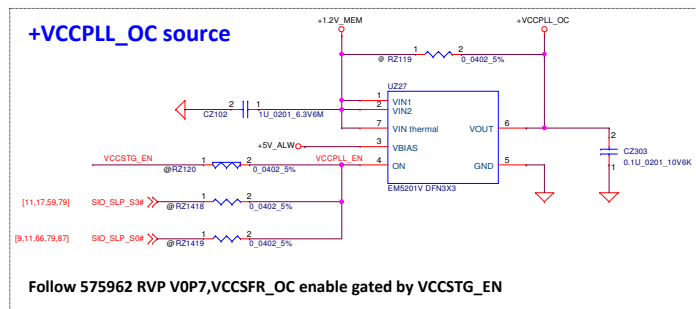 +VCCPLL_OC source
+1.2V_MEM
+VCCPLL_OC
1 2
@ RZ119 0_0402_5%
UZ27
2 1
CZ102 1U_0201_6.3V6M
1 VIN1
2 VIN2
7 VIN thermal VOUT 6
+5V_ALW 3 VBIAS
VCCSTG_EN 1 2 VCCPLL_EN 4 ON GND 5
@RZ120 0_0402_5%
EM5201V DFN3X3
2
CZ303
0.1U_0201_10V6K
1
[11,17,59,79] SIO_SLP_S3# 1 2
@RZ1418 0_0402_5%
[9,11,66,79,87] SIO_SLP_S0# 1 2
@RZ1419 0_0402_5%
Follow 575962 RVP V0P7,VCCSFR_OC enable gated by VCCSTG_EN